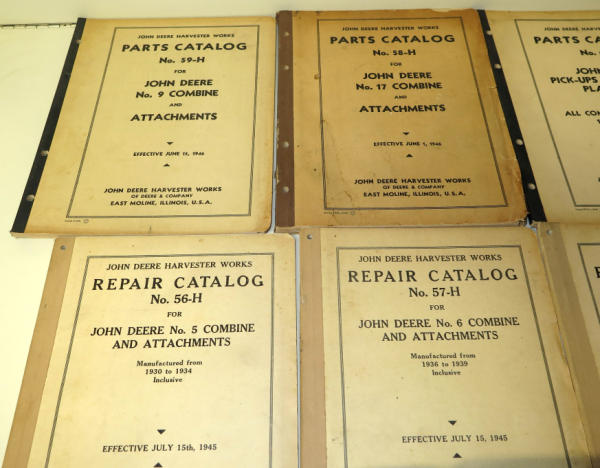 JOHN DEERE HARVESTER WORKS
PARTS CATALOG
No. 59-H
FOR
JOHN DEERE
No. 9 COMBINE
AND
ATTACHMENTS
EFFECTIVE JUNE 15, 1946
JOHN DEERE HARVESTER WORKS
OF DEERE & COMPANY
EAST MOLINE, ILLINOIS, U.S.A.
JOHN DEERE HARVESTER WORKS
PARTS CATALOG
No. 58-H
FOR
JOHN DEERE
No. 17 COMBINE
AND
ATTACHMENTS
EFFECTIVE JUNE 1, 1946
JOHN DEERE HARVESTER WORKS
OF DEERE & COMPANY
EAST MOLINE, ILLINOIS, U.S.A.
JOHN DEERE
PARTS CA
No.
JOHN
PICK-UPS
PLA
ALL CO
JOHN DEERE HARVESTER WORKS
REPAIR CATALOG
No. 56-H
FOR
JOHN DEERE No. 5 COMBINE
AND ATTACHMENTS
Manufactured from
1930 to 1934
Inclusive
EFFECTIVE JULY 15th, 1945
JOHN DEERE HARVESTER WORKS
REPAIR CATALOG
No. 57-H
FOR
JOHN DEERE No. 6 COMBINE
AND ATTACHMENTS
Manufactured from
1936 to 1939
Inclusive
EFFECTIVE JULY 15, 1945